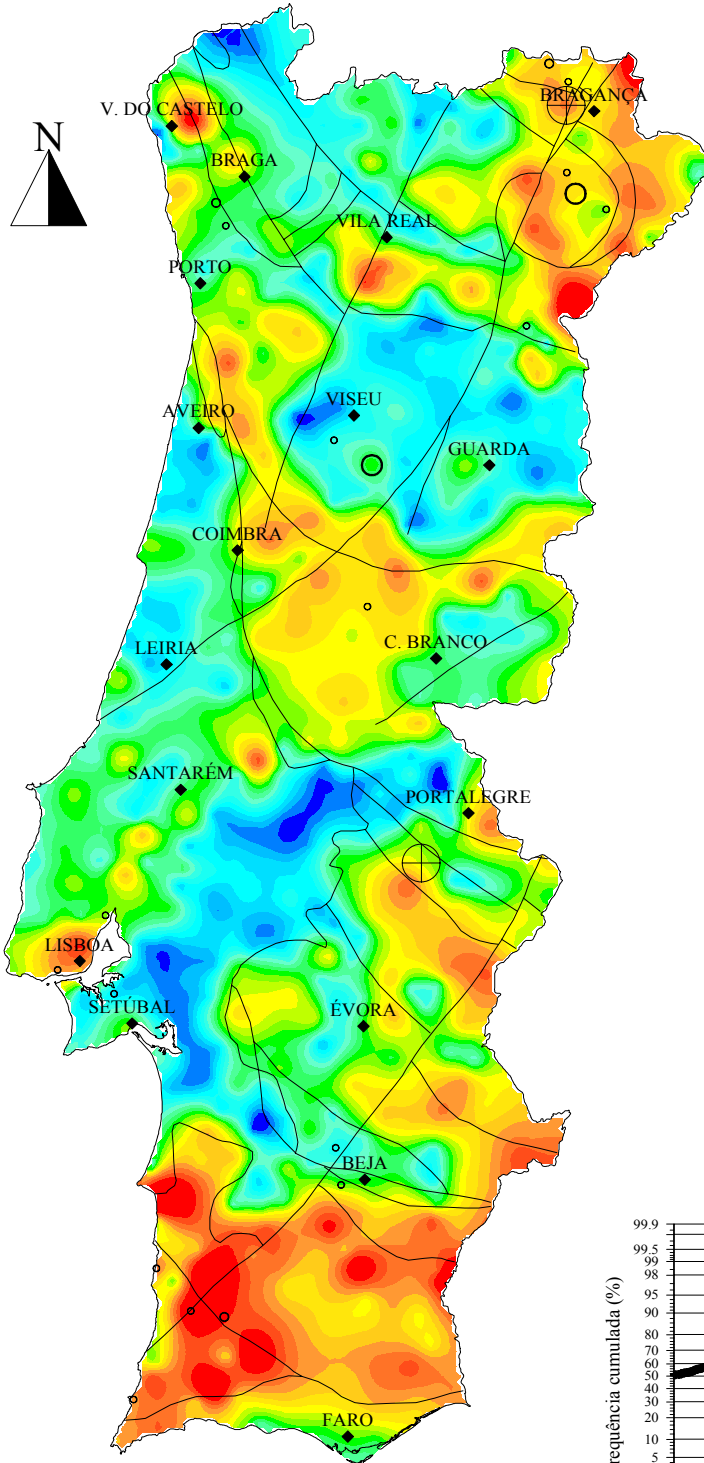 V. DO CASTELO
BRAGANÇA
N
BRAGA
VILA REAL
PORTO
VISEU
AVEIRO
GUARDA
COIMBRA
LEIRIA
C. BRANCO
SANTARÉM
PORTALEGRE
LISBOA
SETÚBAL
ÉVORA
BEJA
FARO
99.9
99.5
99
98
95
90
80
70
60
50
40
30
20
10
5
requência cumulada (%)